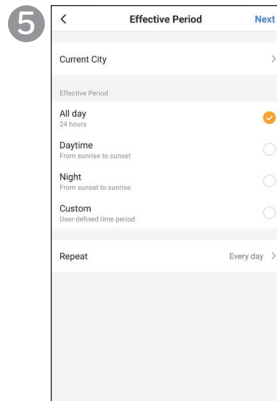 5
Effective Period
Next
Current City
Effective Period
All day
24 hours
Daytime
From sunrise to sunset
Night
From sunset to sunrise
Custom
User-defined time period
Repeat
Every day